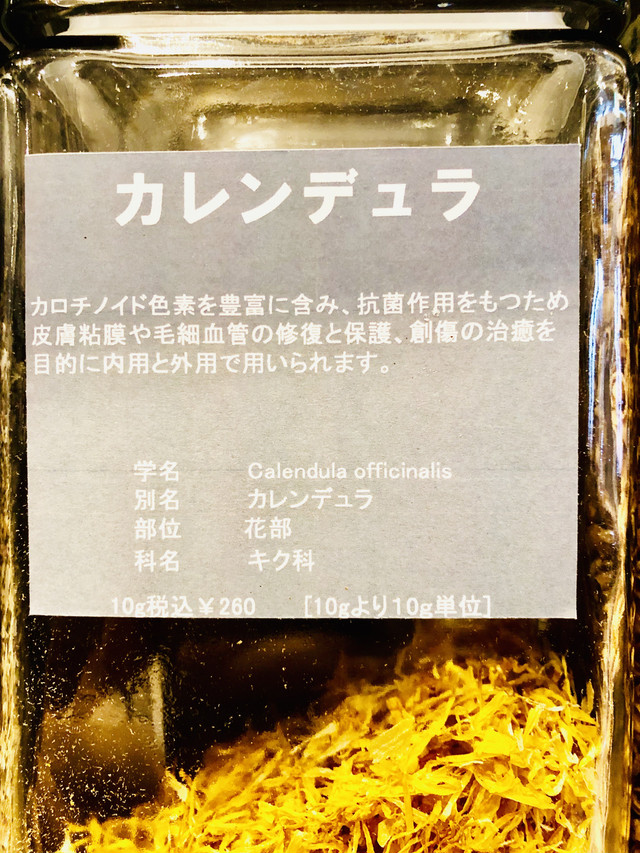 カレンデュラ
カロチノイド色素を豊富に含み、抗菌作用をもつため
皮膚粘膜や毛細血管の修復と保護、創傷の治癒を
目的に内用と外用で用いられます。
学名 Calendula officinalis
別名 カレンデュラ
部位 花部
科名 キク科
10g税込￥260 [10gより10g単位]